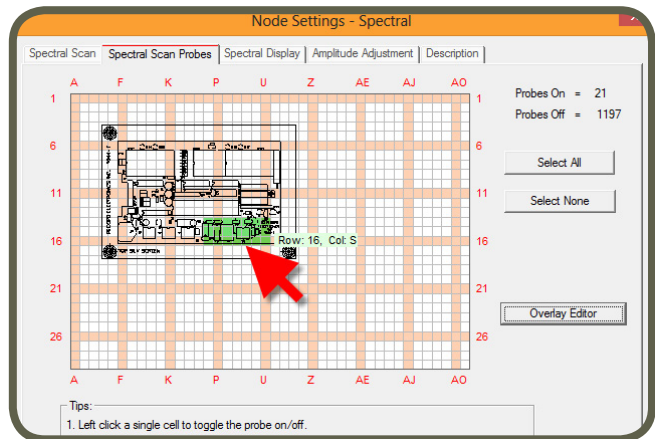 Node Settings - Spectral
Spectral Scan Spectral Scan Probes Spectral Display Amplitude Adjustment Description
A F K P U Z AE AJ AO
1 1
Probes On = 21
Probes Off = 1197
6 6
Select All
11 11
Select None
16 Row: 16, Col: S 16
21 21
Overlay Editor
26 26
A F K P U Z AE AJ AO
Tips:
1. Left click a single cell to toggle the probe on/off.